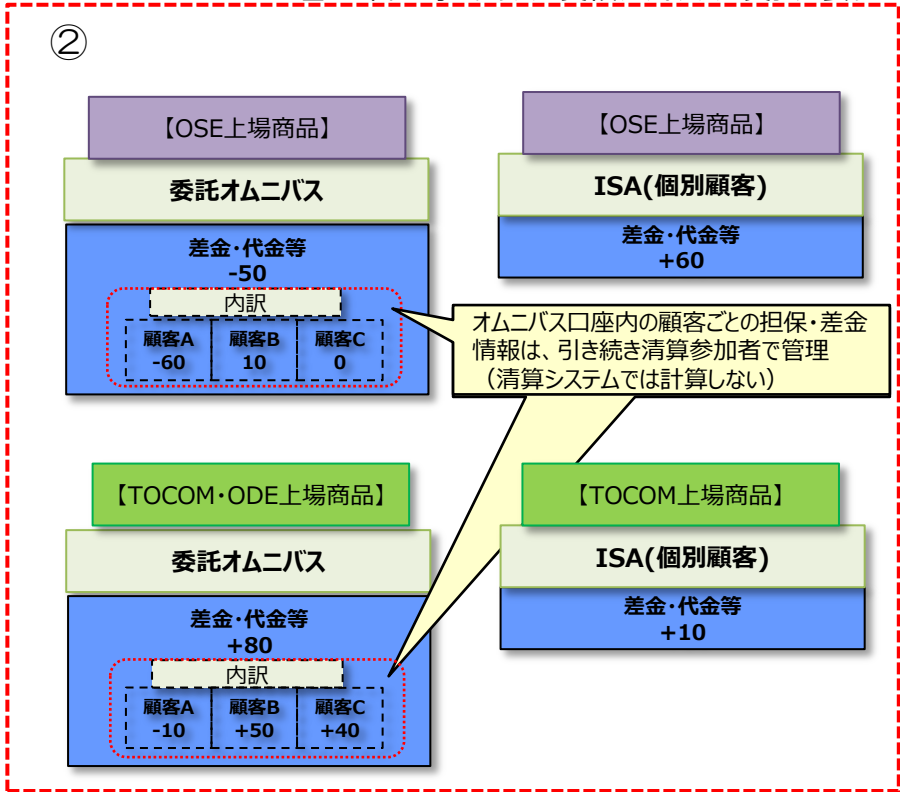 ②
【OSE上場商品】
委託オムニバス
差金・代金等
-50
内訳
顧客A
-60
顧客B
10
顧客C
0
【OSE上場商品】
ISA(個別顧客)
差金・代金等
+60
オムニバス口座内の顧客ごとの担保・差金
情報は、引き続き清算参加者で管理
（清算システムでは計算しない）
【TOCOM・ODE上場商品】
委託オムニバス
差金・代金等
+80
内訳
顧客A
-10
顧客B
+50
顧客C
+40
【TOCOM上場商品】
ISA(個別顧客)
差金・代金等
+10